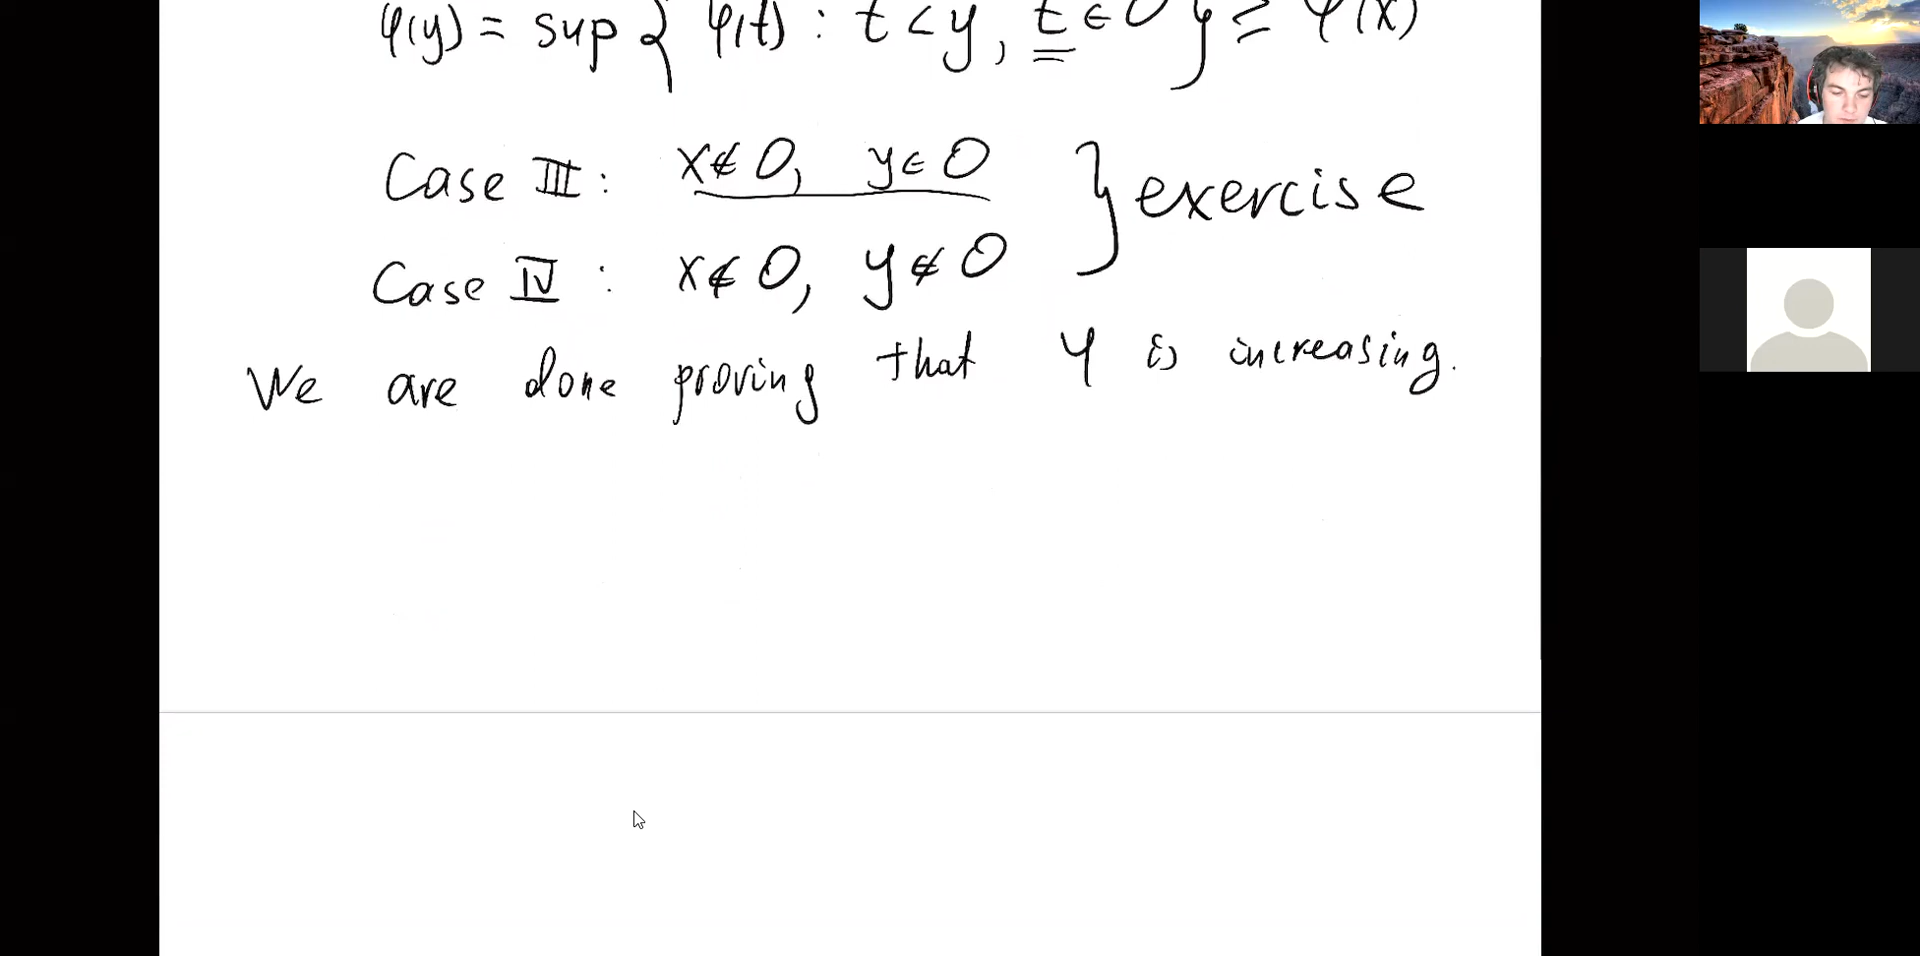 φ(y) = sup { φ(t) : t < y, t ∈ O } ≥ φ(x)
Case III : x ∉ O, y ∈ O
} exercise
Case IV : x ∉ O, y ∉ O
We are done proving that φ is increasing.